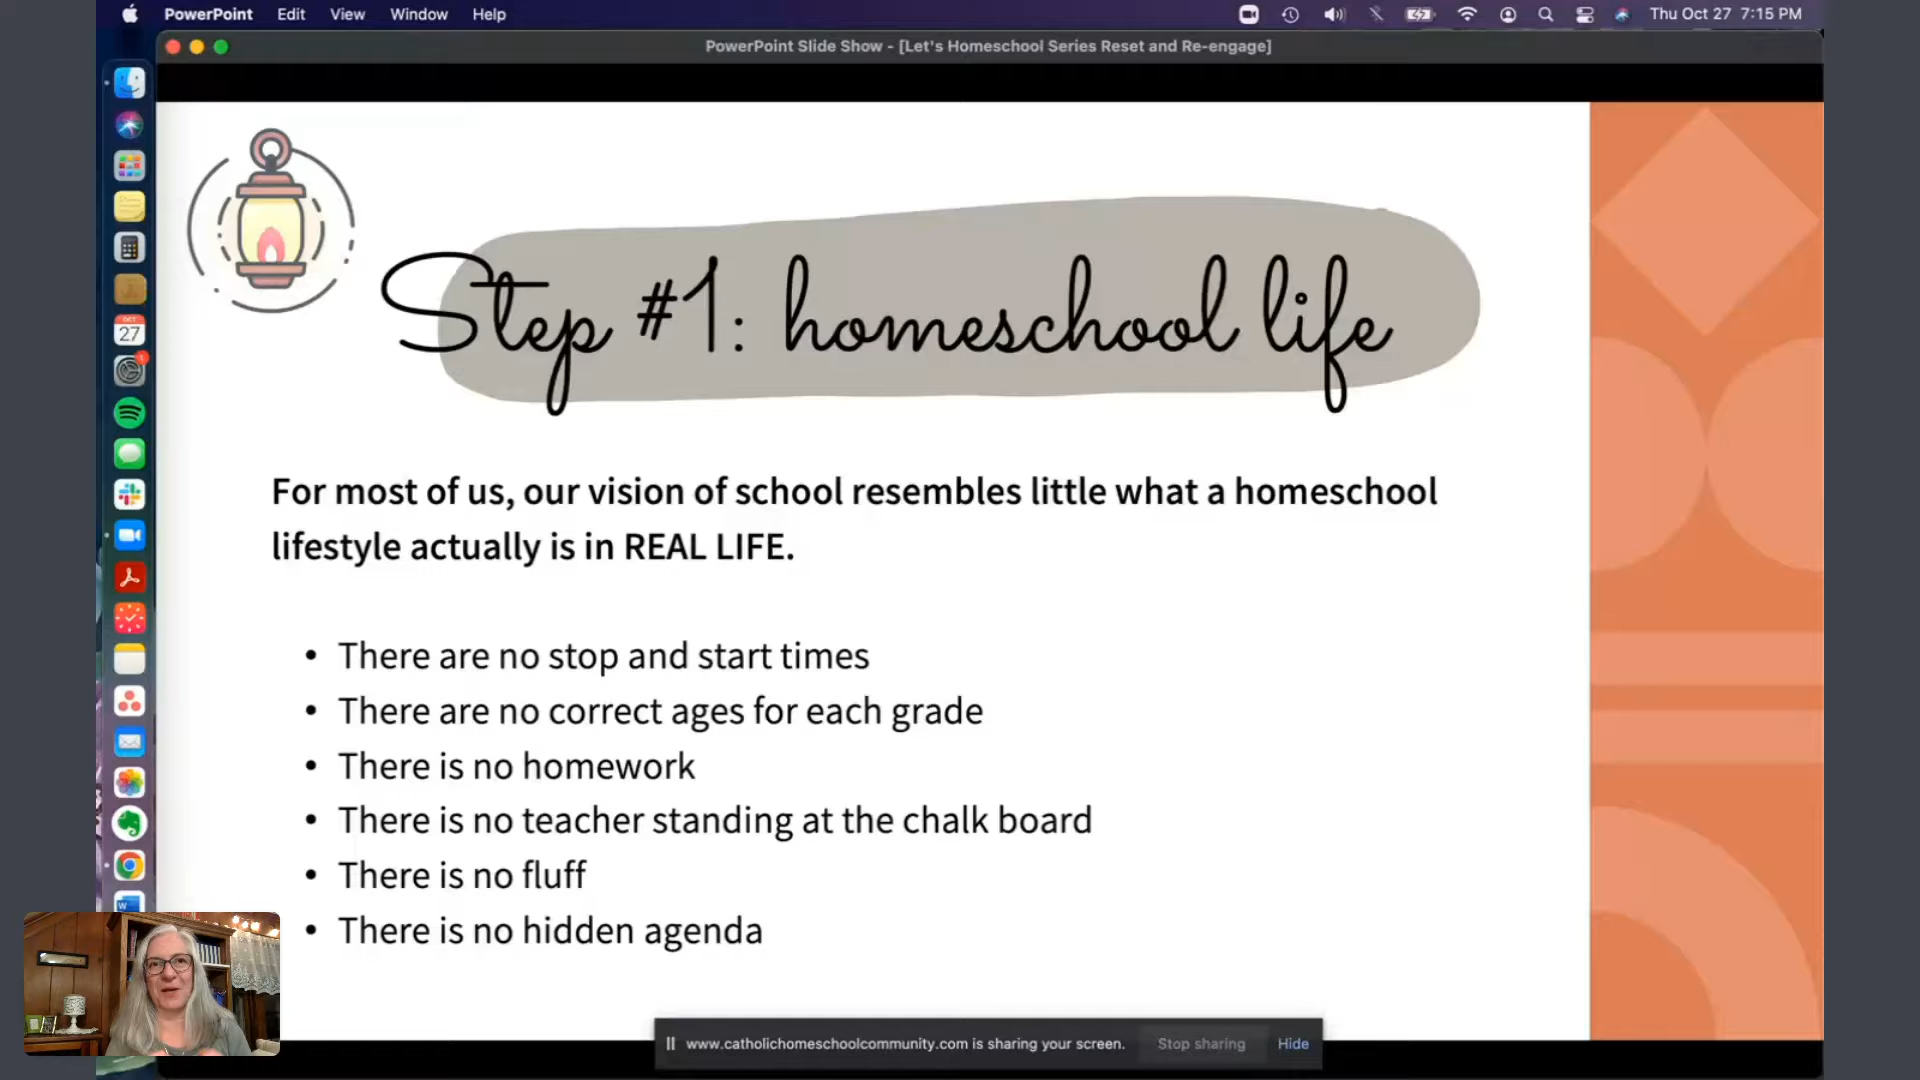 PowerPoint Edit View Window Help Thu Oct 27 7:15 PM
PowerPoint Slide Show - [Let's Homeschool Series Reset and Re-engage]
Step #1: homeschool life
For most of us, our vision of school resembles little what a homeschool
lifestyle actually is in REAL LIFE.
• There are no stop and start times
• There are no correct ages for each grade
• There is no homework
• There is no teacher standing at the chalk board
• There is no fluff
• There is no hidden agenda
OCT
27
W
www.catholichomeschoolcommunity.com is sharing your screen. Stop sharing Hide